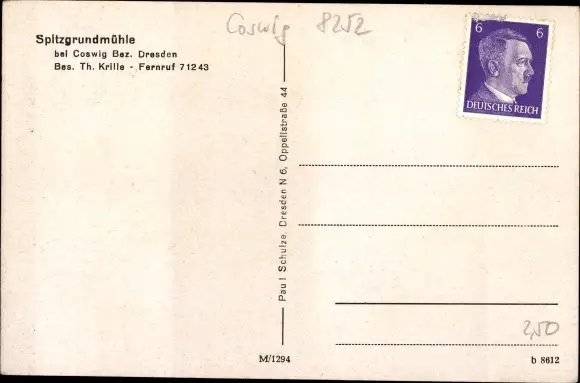 Coswig 8252
Spitzgrundmühle
bei Coswig Bez. Dresden
Bes. Th. Krille - Fernruf 71243
6 6
DEUTSCHES REICH
Paul Schulze, Dresden N 6, Oppeltstraße 44
2,50
M/1294
b 8612